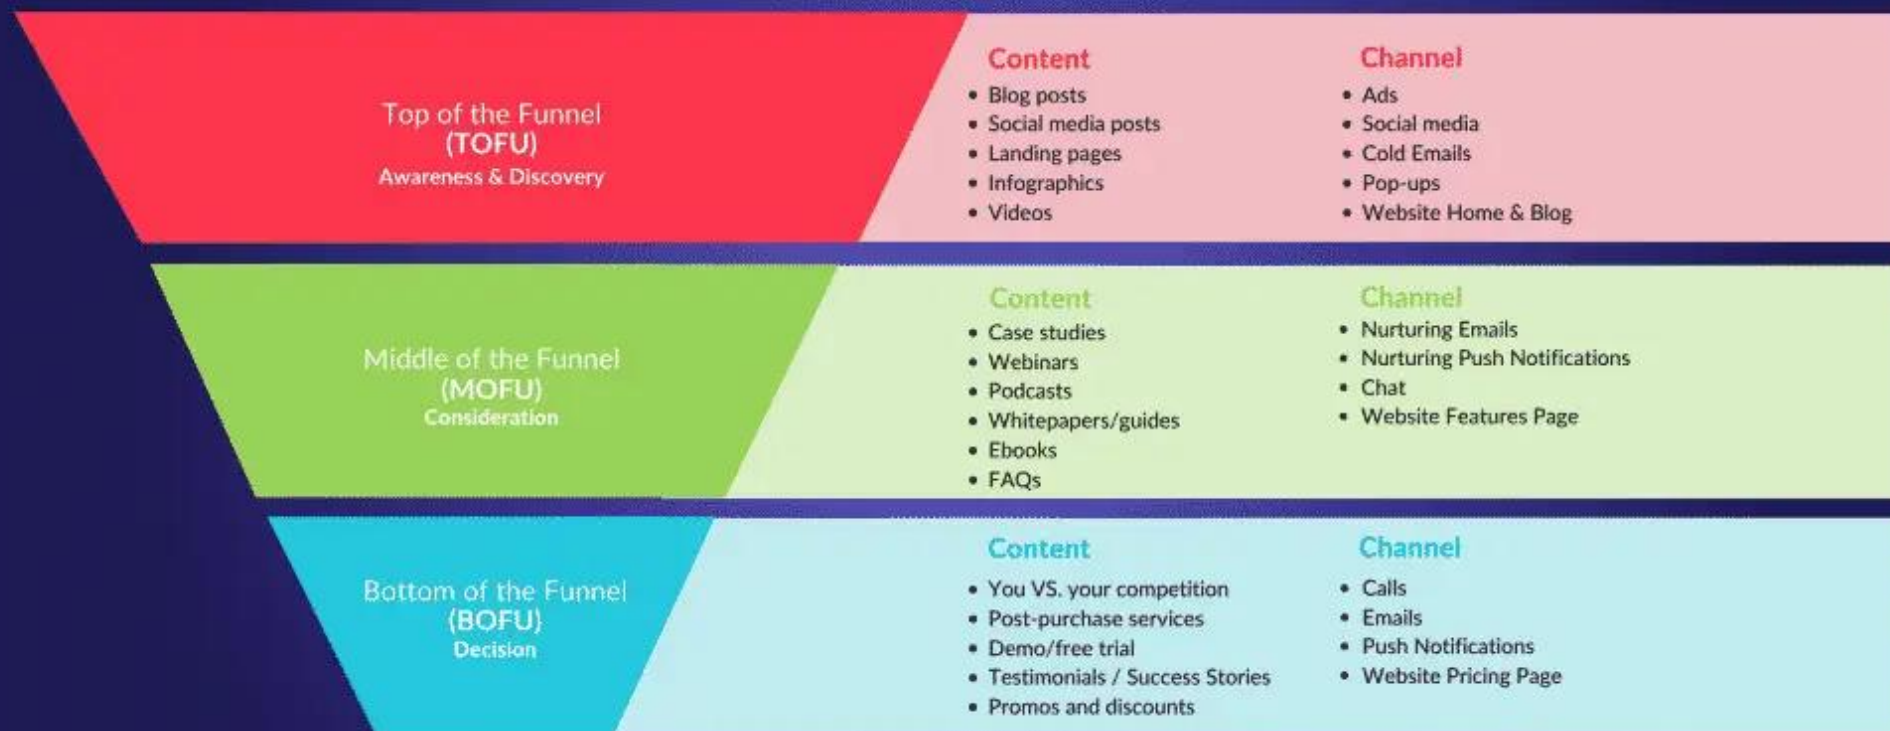 Top of the Funnel
(TOFU)
Awareness & Discovery
Content
• Blog posts
• Social media posts
• Landing pages
• Infographics
• Videos
Channel
• Ads
• Social media
• Cold Emails
• Pop-ups
• Website Home & Blog
Middle of the Funnel
(MOFU)
Consideration
Content
• Case studies
• Webinars
• Podcasts
• Whitepapers/guides
• Ebooks
• FAQs
Channel
• Nurturing Emails
• Nurturing Push Notifications
• Chat
• Website Features Page
Bottom of the Funnel
(BOFU)
Decision
Content
• You VS. your competition
• Post-purchase services
• Demo/free trial
• Testimonials / Success Stories
• Promos and discounts
Channel
• Calls
• Emails
• Push Notifications
• Website Pricing Page